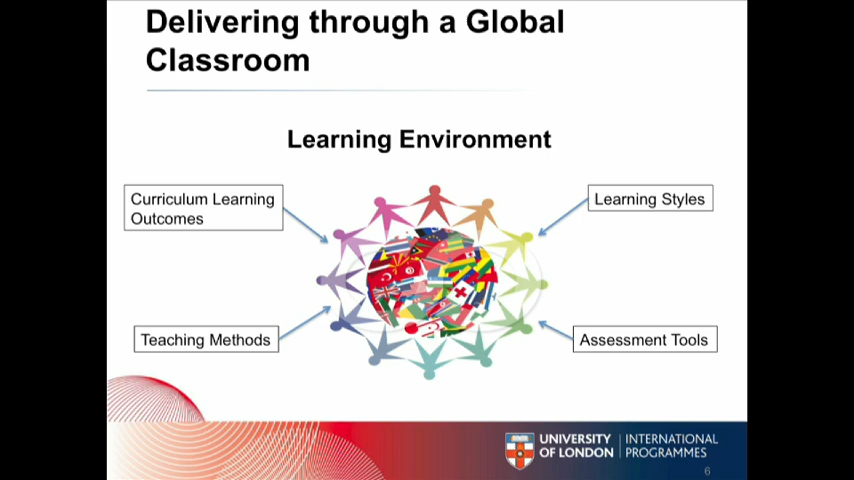 Delivering through a Global
Classroom
Learning Environment
Curriculum Learning
Outcomes
Learning Styles
Teaching Methods
Assessment Tools
UNIVERSITY
OF LONDON
INTERNATIONAL
PROGRAMMES
6